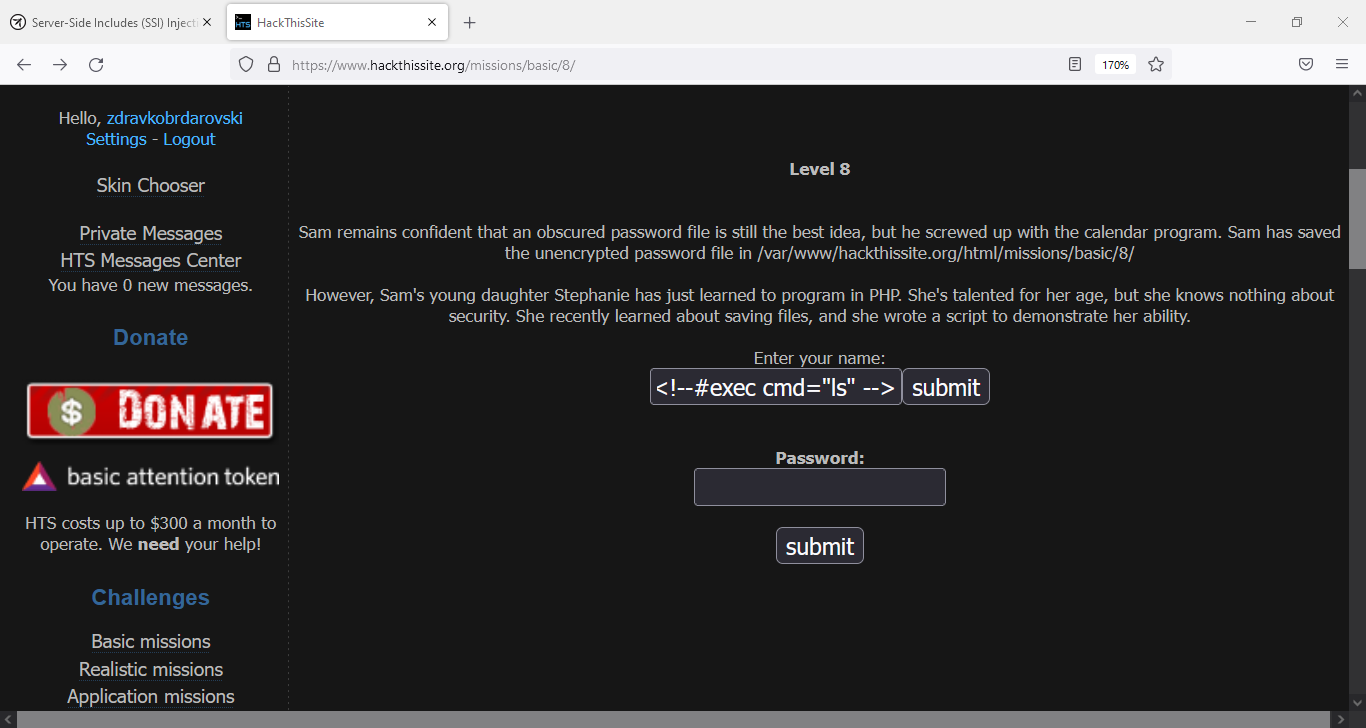 Server-Side Includes (SSI) Injecti
HackThisSite
https://www.hackthissite.org/missions/basic/8/
170%
Hello, zdravkobrdarovski
Settings - Logout
Skin Chooser
Private Messages
HTS Messages Center
You have 0 new messages.
Donate
$ DONATE
basic attention token
HTS costs up to $300 a month to
operate. We need your help!
Challenges
Basic missions
Realistic missions
Application missions
Level 8
Sam remains confident that an obscured password file is still the best idea, but he screwed up with the calendar program. Sam has saved
the unencrypted password file in /var/www/hackthissite.org/html/missions/basic/8/
However, Sam's young daughter Stephanie has just learned to program in PHP. She's talented for her age, but she knows nothing about
security. She recently learned about saving files, and she wrote a script to demonstrate her ability.
Enter your name:
<!--#exec cmd="ls" --> submit
Password:
submit